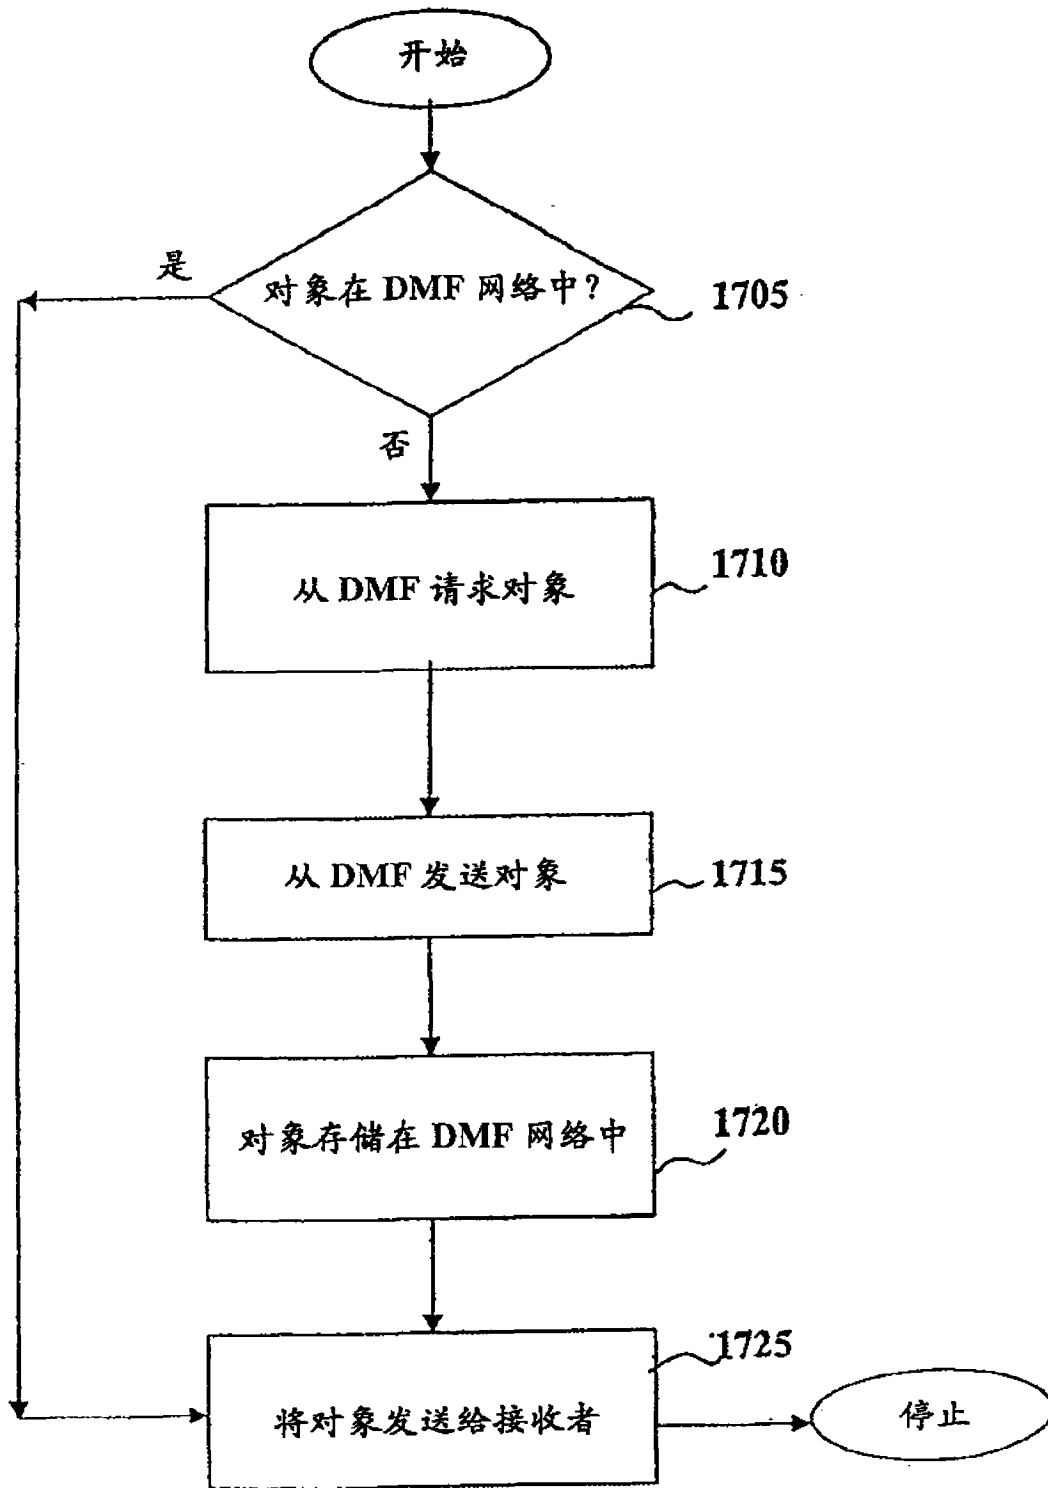 开始
是
对象在 DMF 网络中?
1705
否
从 DMF 请求对象
1710
从 DMF 发送对象
1715
对象存储在 DMF 网络中
1720
将对象发送给接收者
1725
停止